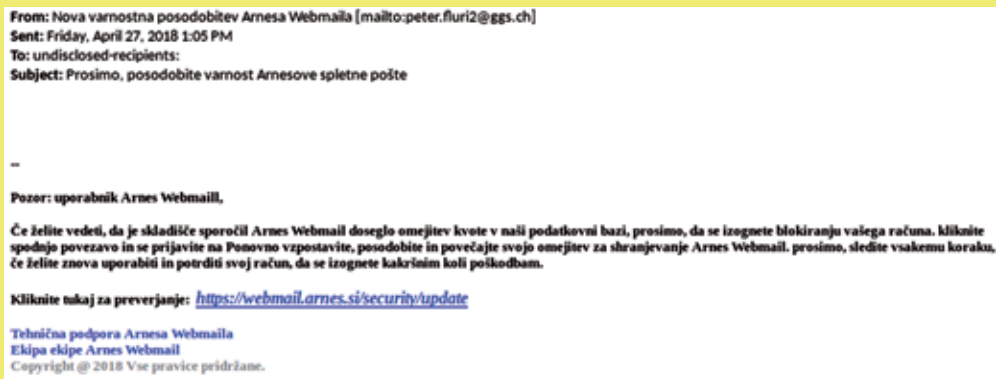 From: Nova varnostna posodobitev Arnesa Webmaila [mailto:peter.fluri2@ggs.ch]
Sent: Friday, April 27, 2018 1:05 PM
To: undisclosed-recipients:
Subject: Prosimo, posodobite varnost Arnesove spletne pošte
--
Pozor: uporabnik Arnes Webmaill,
Če želite vedeti, da je skladišče sporočil Arnes Webmail doseglo omejitev kvote v naši podatkovni bazi, prosimo, da se izognete blokiranju vašega računa. kliknite
spodnjo povezavo in se prijavite na Ponovno vzpostavite, posodobite in povečajte svojo omejitev za shranjevanje Arnes Webmail. prosimo, sledite vsakemu koraku,
če želite znova uporabiti in potrditi svoj račun, da se izognete kakršnim koli poškodbam.
Kliknite tukaj za preverjanje: https://webmail.arnes.si/security/update
Tehnična podpora Arnesa Webmaila
Ekipa ekipe Arnes Webmail
Copyright @ 2018 Vse pravice pridržane.